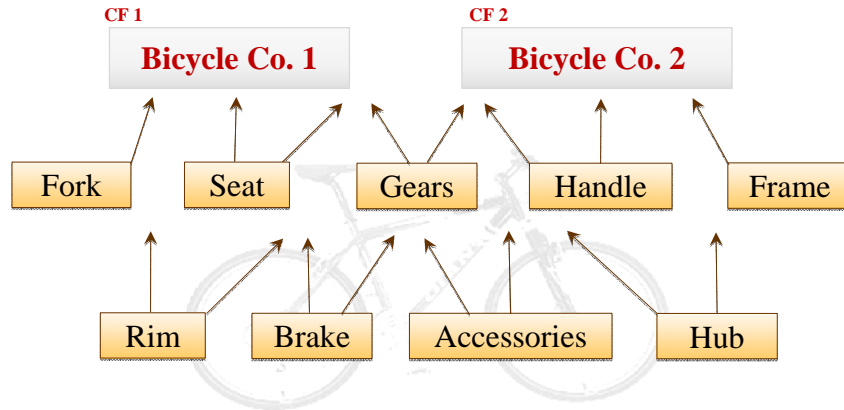 CF 1
CF 2
Bicycle Co. 1
Bicycle Co. 2
Fork
Seat
Gears
Handle
Frame
Rim
Brake
Accessories
Hub